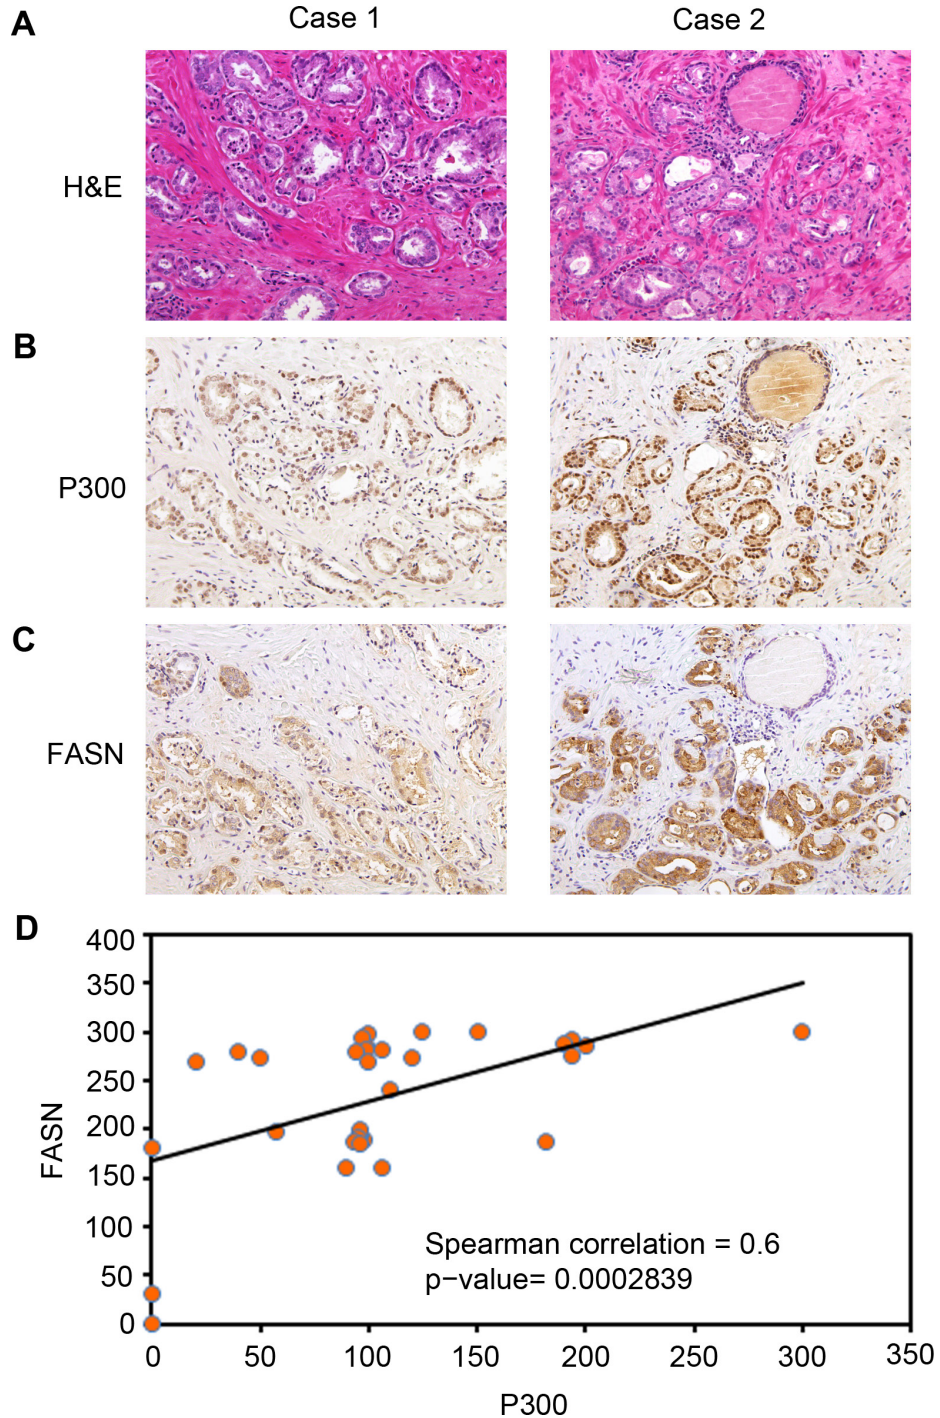 A
Case 1
Case 2
H&E
B
P300
C
FASN
D
400
350
300
250
200
150
100
50
0
FASN
Spearman correlation = 0.6
p−value= 0.0002839
0 50 100 150 200 250 300 350
P300